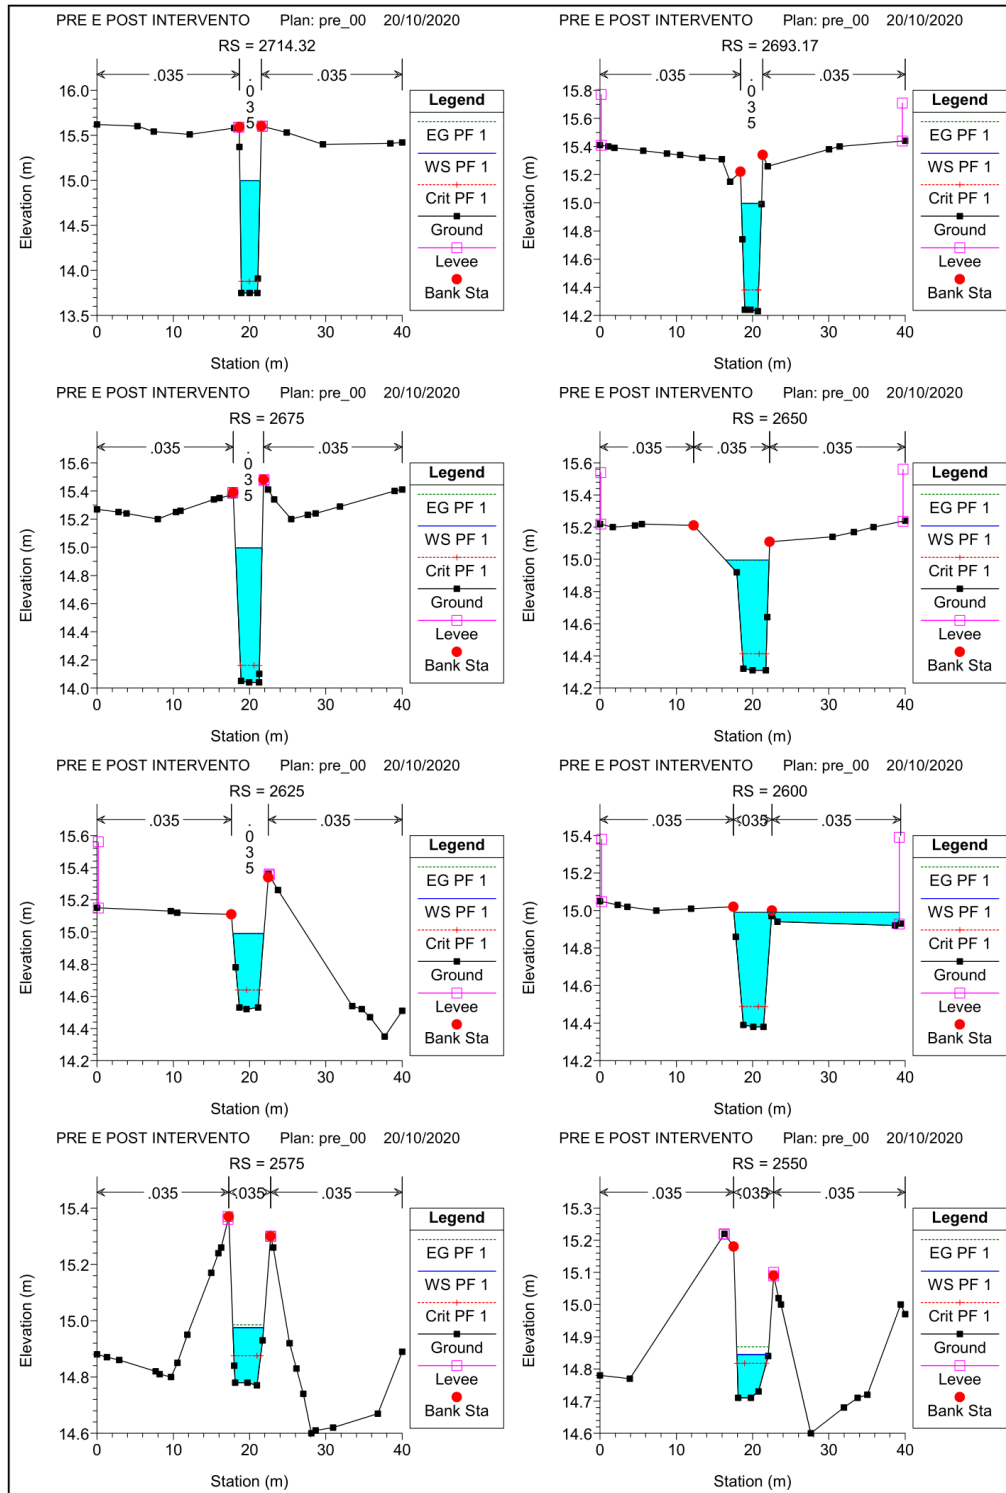 PRE E POST INTERVENTO Plan: pre_00 20/10/2020
RS = 2714.32
.035
.035
.035
16.0
15.5
15.0
14.5
14.0
13.5
Elevation (m)
0 10 20 30 40
Station (m)
Legend
EG PF 1
WS PF 1
Crit PF 1
Ground
Levee
Bank Sta
PRE E POST INTERVENTO Plan: pre_00 20/10/2020
RS = 2693.17
.035
.035
.035
15.8
15.6
15.4
15.2
15.0
14.8
14.6
14.4
14.2
Elevation (m)
0 10 20 30 40
Station (m)
Legend
EG PF 1
WS PF 1
Crit PF 1
Ground
Levee
Bank Sta
PRE E POST INTERVENTO Plan: pre_00 20/10/2020
RS = 2675
.035
.035
.035
15.6
15.4
15.2
15.0
14.8
14.6
14.4
14.2
14.0
Elevation (m)
0 10 20 30 40
Station (m)
Legend
EG PF 1
WS PF 1
Crit PF 1
Ground
Levee
Bank Sta
PRE E POST INTERVENTO Plan: pre_00 20/10/2020
RS = 2650
.035 .035 .035
15.6
15.4
15.2
15.0
14.8
14.6
14.4
14.2
Elevation (m)
0 10 20 30 40
Station (m)
Legend
EG PF 1
WS PF 1
Crit PF 1
Ground
Levee
Bank Sta
PRE E POST INTERVENTO Plan: pre_00 20/10/2020
RS = 2625
.035
.035
.035
15.6
15.4
15.2
15.0
14.8
14.6
14.4
14.2
Elevation (m)
0 10 20 30 40
Station (m)
Legend
EG PF 1
WS PF 1
Crit PF 1
Ground
Levee
Bank Sta
PRE E POST INTERVENTO Plan: pre_00 20/10/2020
RS = 2600
.035 .035 .035
15.4
15.2
15.0
14.8
14.6
14.4
14.2
Elevation (m)
0 10 20 30 40
Station (m)
Legend
EG PF 1
WS PF 1
Crit PF 1
Ground
Levee
Bank Sta
PRE E POST INTERVENTO Plan: pre_00 20/10/2020
RS = 2575
.035 .035 .035
15.4
15.2
15.0
14.8
14.6
Elevation (m)
0 10 20 30 40
Station (m)
Legend
EG PF 1
WS PF 1
Crit PF 1
Ground
Levee
Bank Sta
PRE E POST INTERVENTO Plan: pre_00 20/10/2020
RS = 2550
.035 .035 .035
15.3
15.2
15.1
15.0
14.9
14.8
14.7
14.6
Elevation (m)
0 10 20 30 40
Station (m)
Legend
EG PF 1
WS PF 1
Crit PF 1
Ground
Levee
Bank Sta